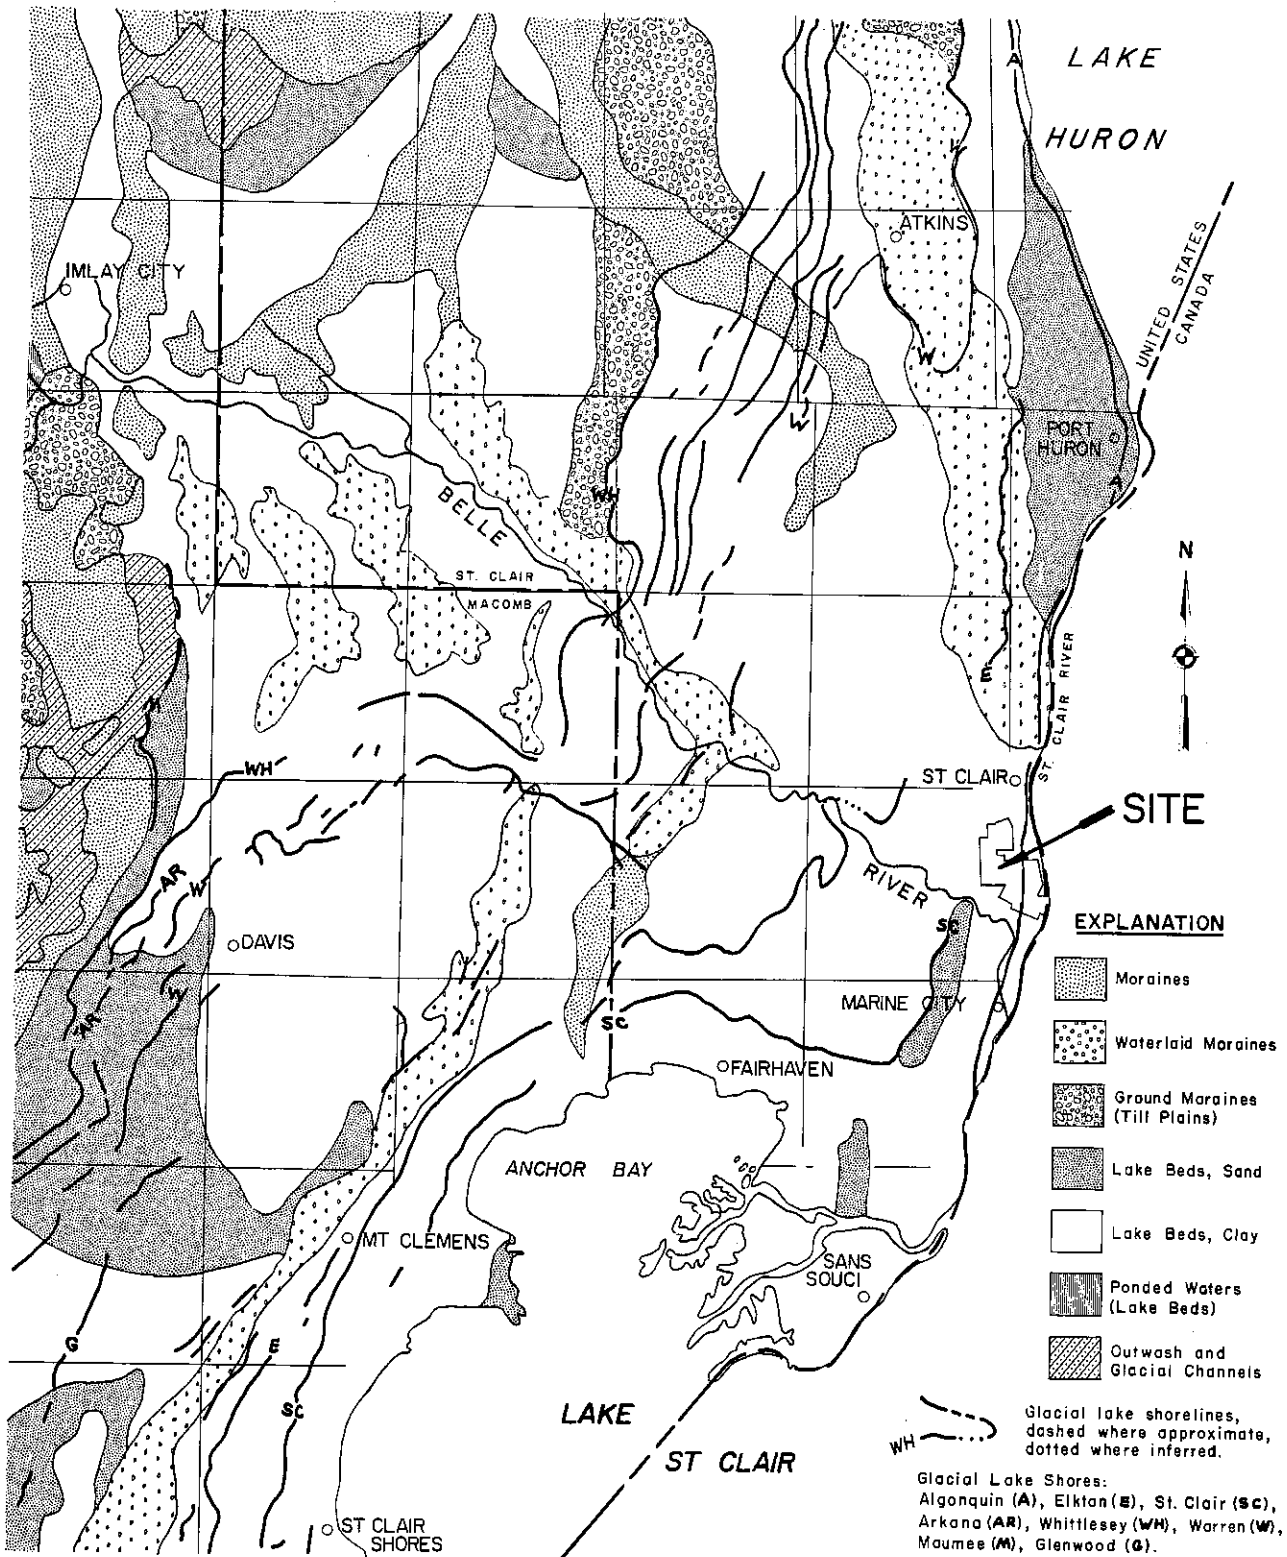 LAKE
HURON
A
W
ATKINS
IMLAY CITY
UNITED STATES
CANADA
W
W
PORT
HURON
A
WH
BELLE
ST. CLAIR
MACOMB
N
E
ST. CLAIR RIVER
M
WH
ST CLAIR
SITE
AR
W
RIVER
SC
DAVIS
EXPLANATION
Moraines
W
AR
SC
MARINE CITY
Waterlaid Moraines
FAIRHAVEN
Ground Moraines
(Till Plains)
ANCHOR BAY
Lake Beds, Sand
MT CLEMENS
Lake Beds, Clay
SANS
SOUCI
Ponded Waters
(Lake Beds)
G
E
Outwash and
Glacial Channels
SC
LAKE
ST CLAIR
WH
Glacial lake shorelines,
dashed where approximate,
dotted where inferred.
Glacial Lake Shores:
Algonquin (A), Elktan (E), St. Clair (SC),
Arkana (AR), Whittlesey (WH), Warren (W),
Maumee (M), Glenwood (G).
ST CLAIR
SHORES